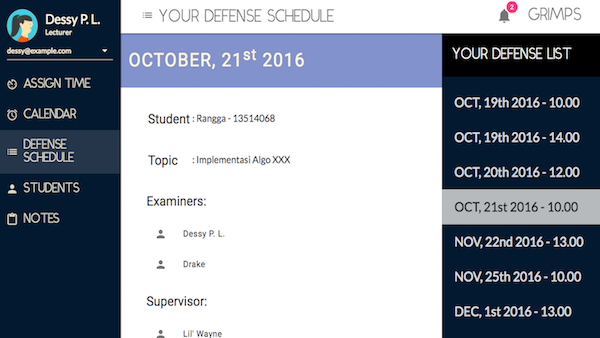 Dessy P. L.
Lecturer
dessy@example.com
ASSIGN TIME
CALENDAR
DEFENSE
SCHEDULE
STUDENTS
NOTES
YOUR DEFENSE SCHEDULE
2
GRIMPS
OCTOBER, 21st 2016
Student : Rangga - 13514068
Topic : Implementasi Algo XXX
Examiners:
Dessy P. L.
Drake
Supervisor:
Lil' Wayne
YOUR DEFENSE LIST
OCT, 19th 2016 - 10.00
OCT, 19th 2016 - 14.00
OCT, 20th 2016 - 12.00
OCT, 21st 2016 - 10.00
NOV, 22nd 2016 - 13.00
NOV, 25th 2016 - 10.00
DEC, 1st 2016 - 13.00